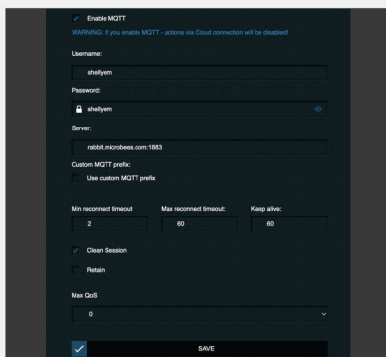 Enable MQTT
WARNING: If you enable MQTT - actions via Cloud connection will be disabled!
Username:
shellyem
Password:
shellyem
Server:
rabbit.microbees.com:1883
Custom MQTT prefix:
Use custom MQTT prefix
Min reconnect timeout Max reconnect timeout: Keep alive:
2 60 60
Clean Session
Retain
Max QoS
0
SAVE